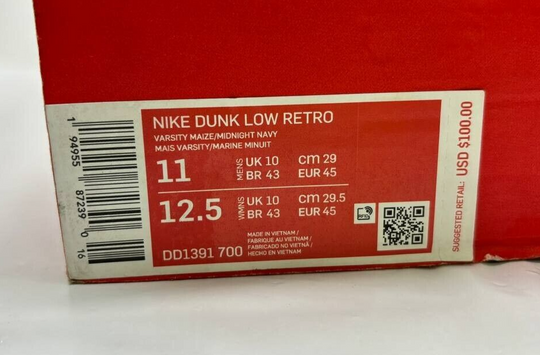 NIKE DUNK LOW RETRO
VARSITY MAIZE/MIDNIGHT NAVY
MAIS VARSITY/MARINE MINUIT
11 MENS UK 10 CM 29
BR 43 EUR 45
12.5 WMNS UK 10 CM 29.5
BR 43 EUR 45
DD1391 700
MADE IN VIETNAM /
FABRIQUE AU VIETNAM /
FABRICADO NO VIETNÃ /
HECHO EN VIETNAM
SUGGESTED RETAIL: USD $100.00
1 94955 87239 0 16